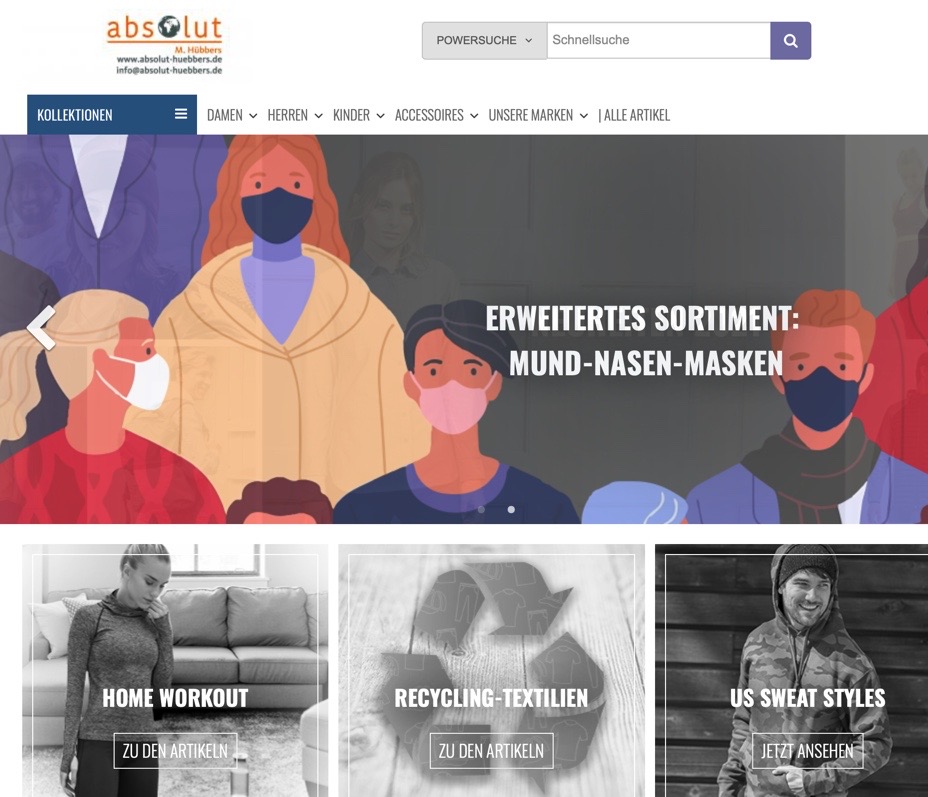 absolut
M. Hübbers
www.absolut-huebbers.de
info@absolut-huebbers.de
POWERSUCHE
Schnellsuche
KOLLEKTIONEN
DAMEN HERREN KINDER ACCESSOIRES UNSERE MARKEN | ALLE ARTIKEL
ERWEITERTES SORTIMENT:
MUND-NASEN-MASKEN
HOME WORKOUT
ZU DEN ARTIKELN
RECYCLING-TEXTILIEN
ZU DEN ARTIKELN
US SWEAT STYLES
JETZT ANSEHEN